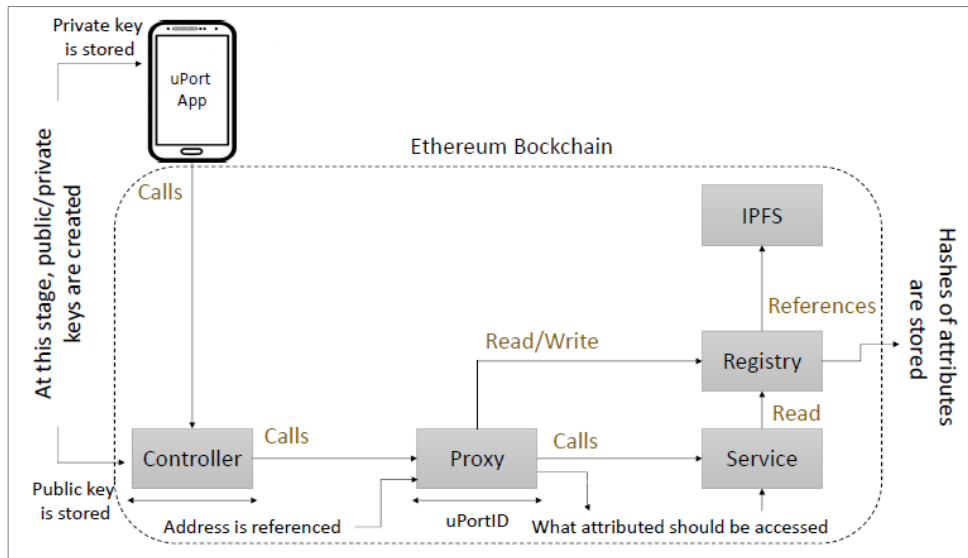 Private key
is stored
uPort
App
At this stage, public/private
keys are created
Ethereum Bockchain
Calls
IPFS
References
Hashes of attributes
are stored
Read/Write
Registry
Read
Controller
Calls
Proxy
Calls
Service
Public key
is stored
Address is referenced
uPortID
What attributed should be accessed